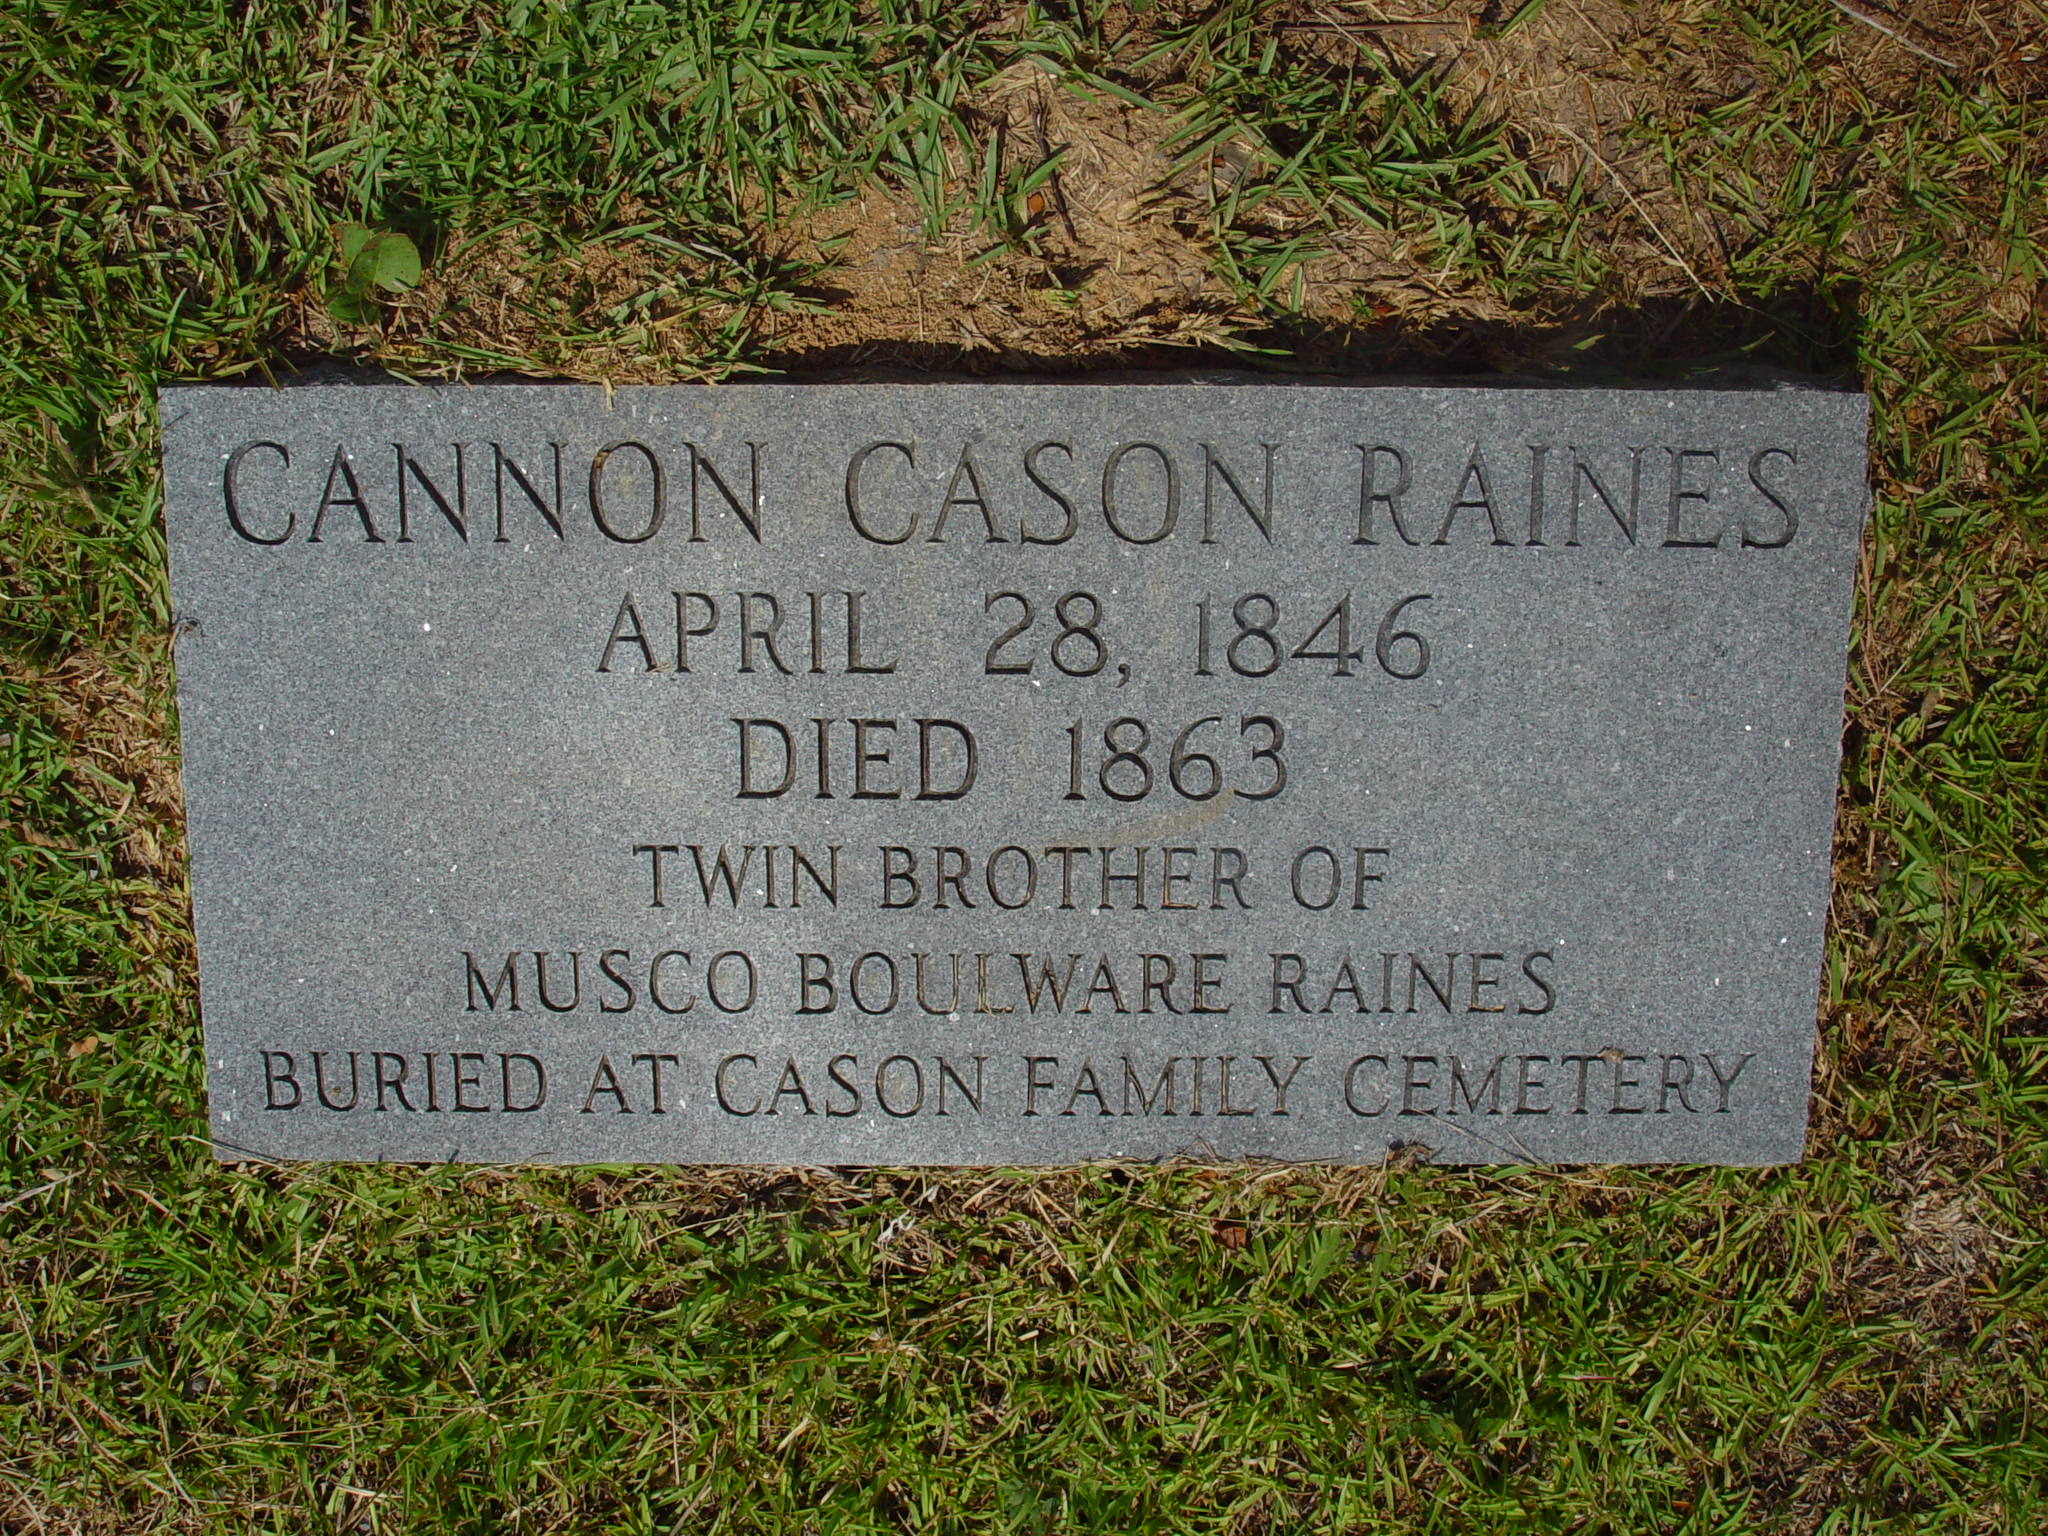 CANNON CASON RAINES
APRIL 28, 1846
DIED 1863
TWIN BROTHER OF
MUSCO BOULWARE RAINES
BURIED AT CASON FAMILY CEMETERY